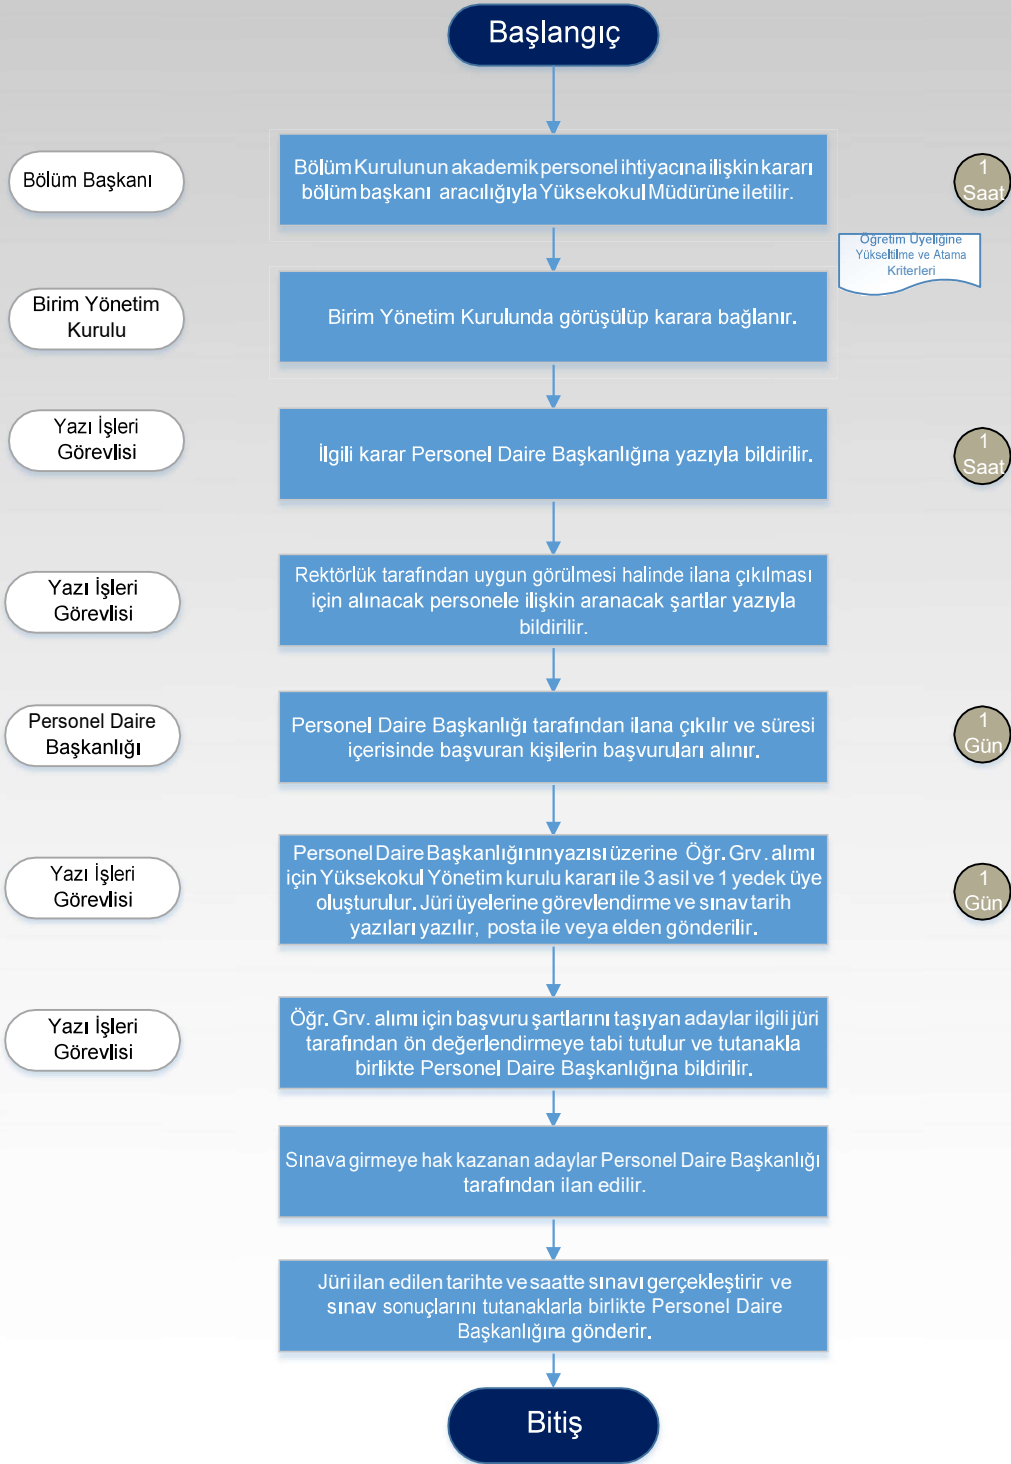 Başlangıç
Bölüm Başkanı
Bölüm Kurulunun akademik personel ihtiyacına ilişkin kararı
bölüm başkanı aracılığıyla Yüksekokul Müdürüne iletilir.
1
Saat
Öğretim Üyeliğine
Yükseltilme ve Atama
Kriterleri
Birim Yönetim
Kurulu
Birim Yönetim Kurulunda görüşülüp karara bağlanır.
Yazı İşleri
Görevlisi
İlgili karar Personel Daire Başkanlığına yazıyla bildirilir.
1
Saat
Yazı İşleri
Görevlisi
Rektörlük tarafından uygun görülmesi halinde ilana çıkılması
için alınacak personele ilişkin aranacak şartlar yazıyla
bildirilir.
Personel Daire
Başkanlığı
Personel Daire Başkanlığı tarafından ilana çıkılır ve süresi
içerisinde başvuran kişilerin başvuruları alınır.
1
Gün
Yazı İşleri
Görevlisi
Personel Daire Başkanlığının yazısı üzerine Öğr. Grv. alımı
için Yüksekokul Yönetim kurulu kararı ile 3 asil ve 1 yedek üye
oluşturulur. Jüri üyelerine görevlendirme ve sınav tarih
yazıları yazılır, posta ile veya elden gönderilir.
1
Gün
Yazı İşleri
Görevlisi
Öğr. Grv. alımı için başvuru şartlarını taşıyan adaylar ilgili jüri
tarafından ön değerlendirmeye tabi tutulur ve tutanakla
birlikte Personel Daire Başkanlığına bildirilir.
Sınava girmeye hak kazanan adaylar Personel Daire Başkanlığı
tarafından ilan edilir.
Jüri ilan edilen tarihte ve saatte sınavı gerçekleştirir ve
sınav sonuçlarını tutanaklarla birlikte Personel Daire
Başkanlığına gönderir.
Bitiş